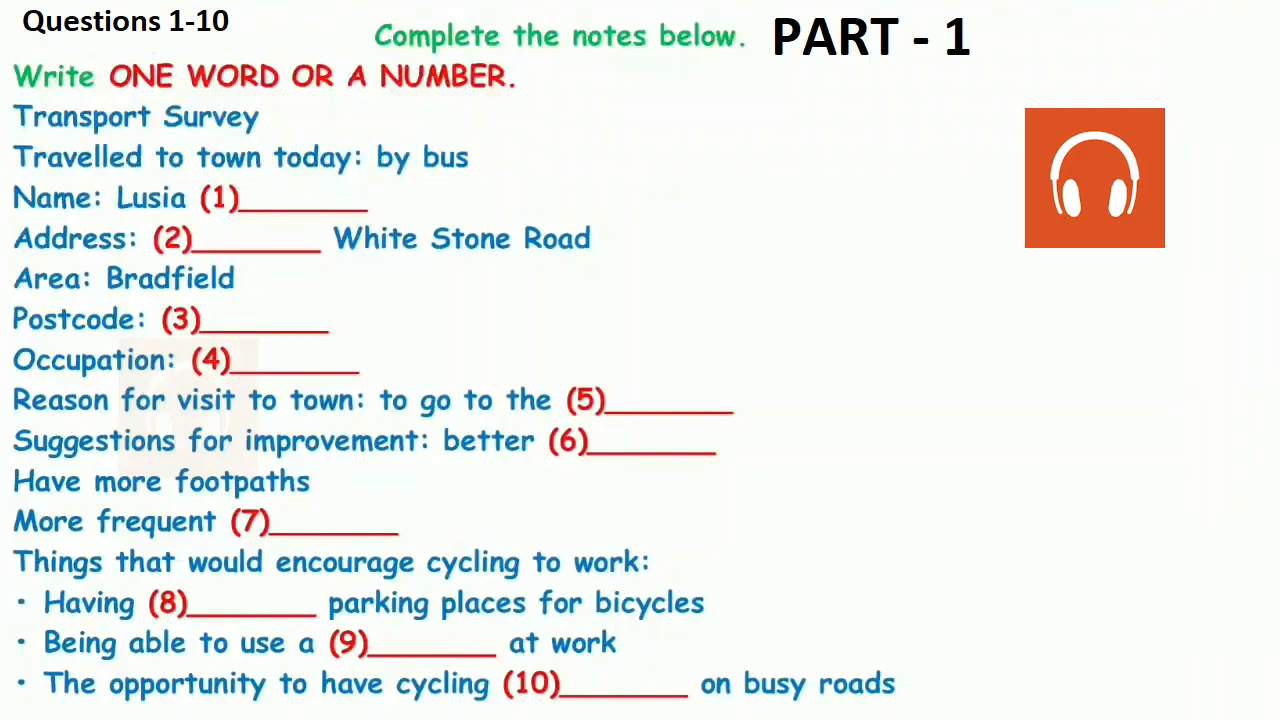 Questions 1-10
Complete the notes below. PART - 1
Write ONE WORD OR A NUMBER.
Transport Survey
Travelled to town today: by bus
Name: Lusia (1)________
Address: (2)________ White Stone Road
Area: Bradfield
Postcode: (3)________
Occupation: (4)________
Reason for visit to town: to go to the (5)________
Suggestions for improvement: better (6)________
Have more footpaths
More frequent (7)________
Things that would encourage cycling to work:
• Having (8)________ parking places for bicycles
• Being able to use a (9)________ at work
• The opportunity to have cycling (10)________ on busy roads